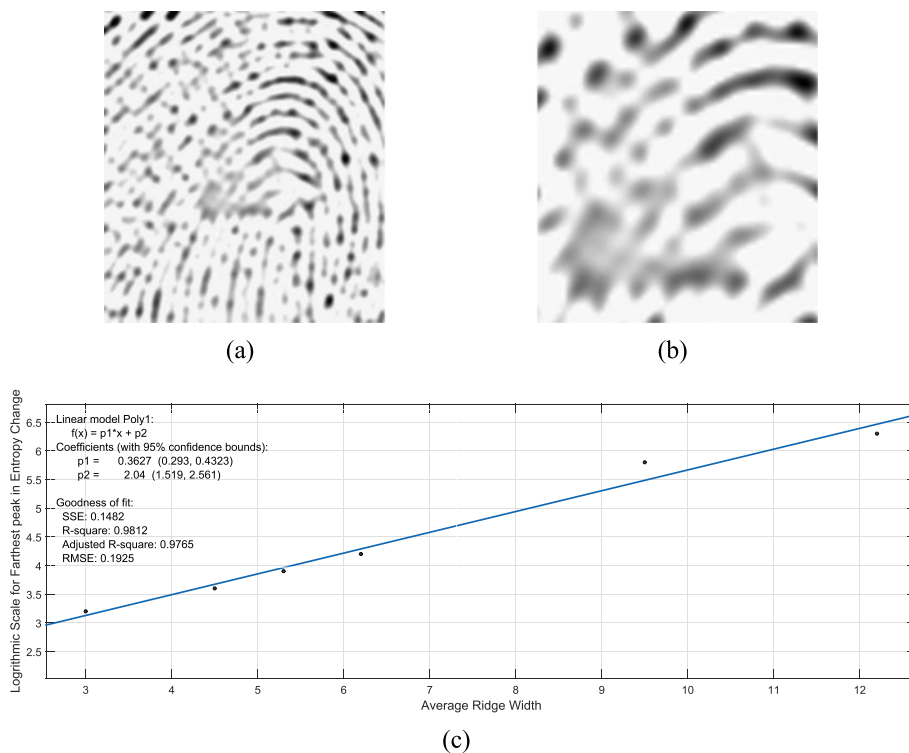 (a)
(b)
Logrithmic Scale for Farthest peak in Entropy Change
6.5
6
5.5
5
4.5
4
3.5
3
2.5
Linear model Poly1:
f(x) = p1*x + p2
Coefficients (with 95% confidence bounds):
p1 = 0.3627 (0.293, 0.4323)
p2 = 2.04 (1.519, 2.561)
Goodness of fit:
SSE: 0.1482
R-square: 0.9812
Adjusted R-square: 0.9765
RMSE: 0.1925
3 4 5 6 7 8 9 10 11 12
Average Ridge Width
(c)